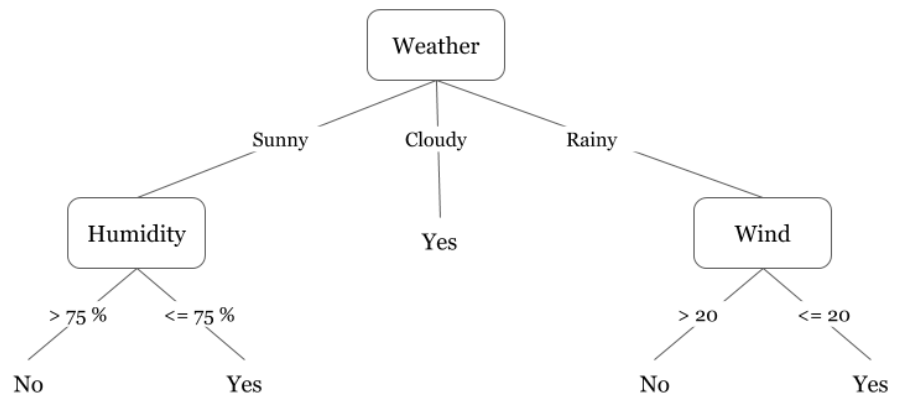 Weather
Sunny
Cloudy
Rainy
Humidity
Yes
Wind
> 75 %
<= 75 %
> 20
<= 20
No
Yes
No
Yes